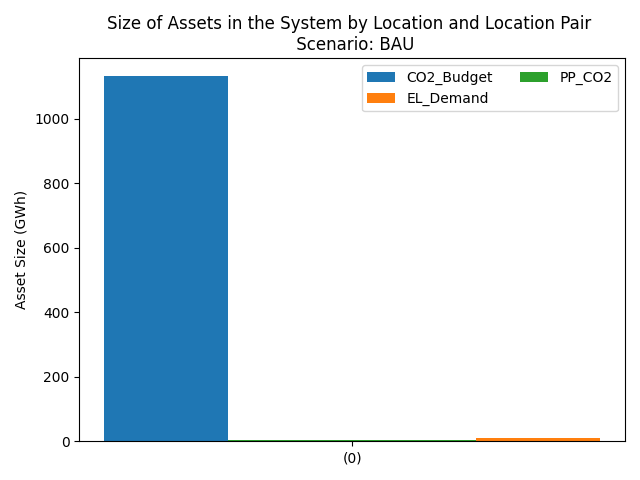 Size of Assets in the System by Location and Location Pair
Scenario: BAU
CO2_Budget
EL_Demand
PP_CO2
Asset Size (GWh)
1000
800
600
400
200
0
(0)